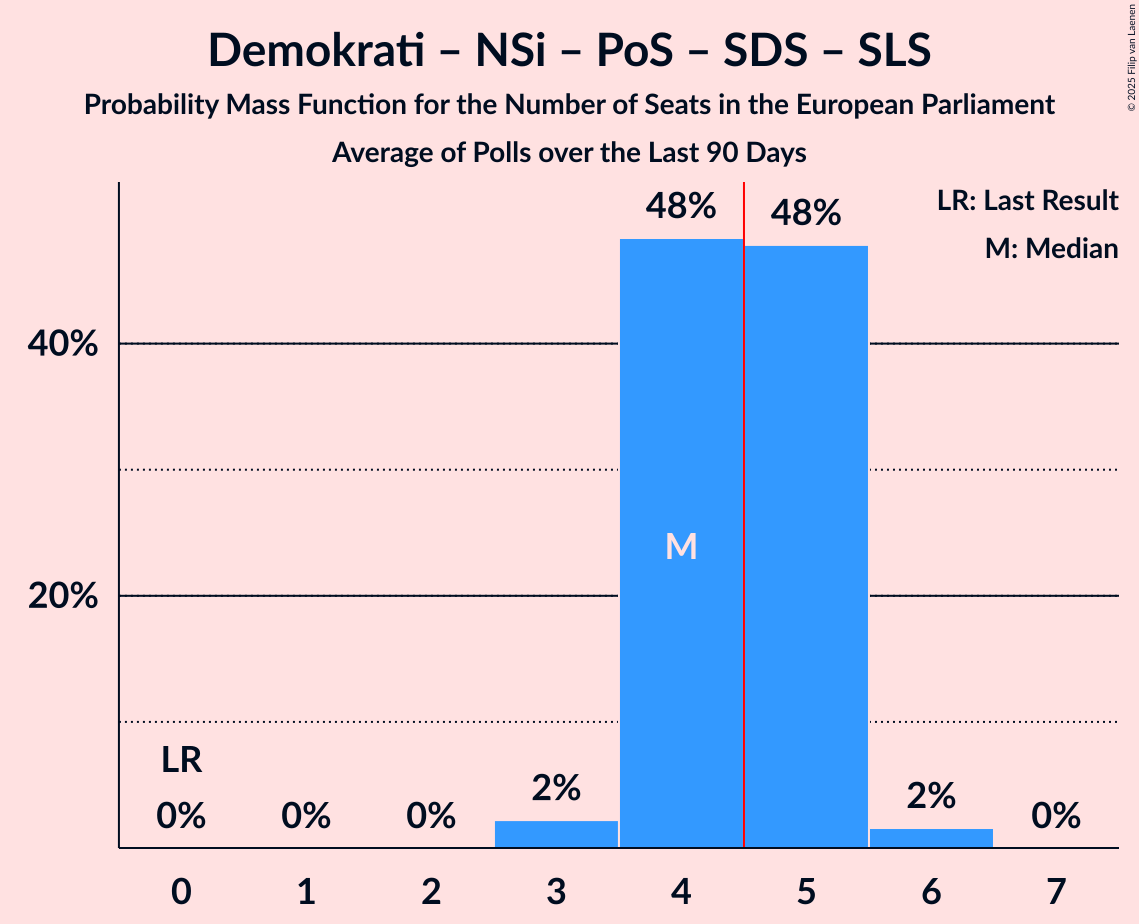 Demokrati – NSi – PoS – SDS – SLS
Probability Mass Function for the Number of Seats in the European Parliament
Average of Polls over the Last 90 Days
© 2025 Filip van Laenen
LR: Last Result
M: Median
48%
48%
40%
M
20%
LR
0%
0%
0%
2%
2%
0%
0
1
2
3
4
5
6
7